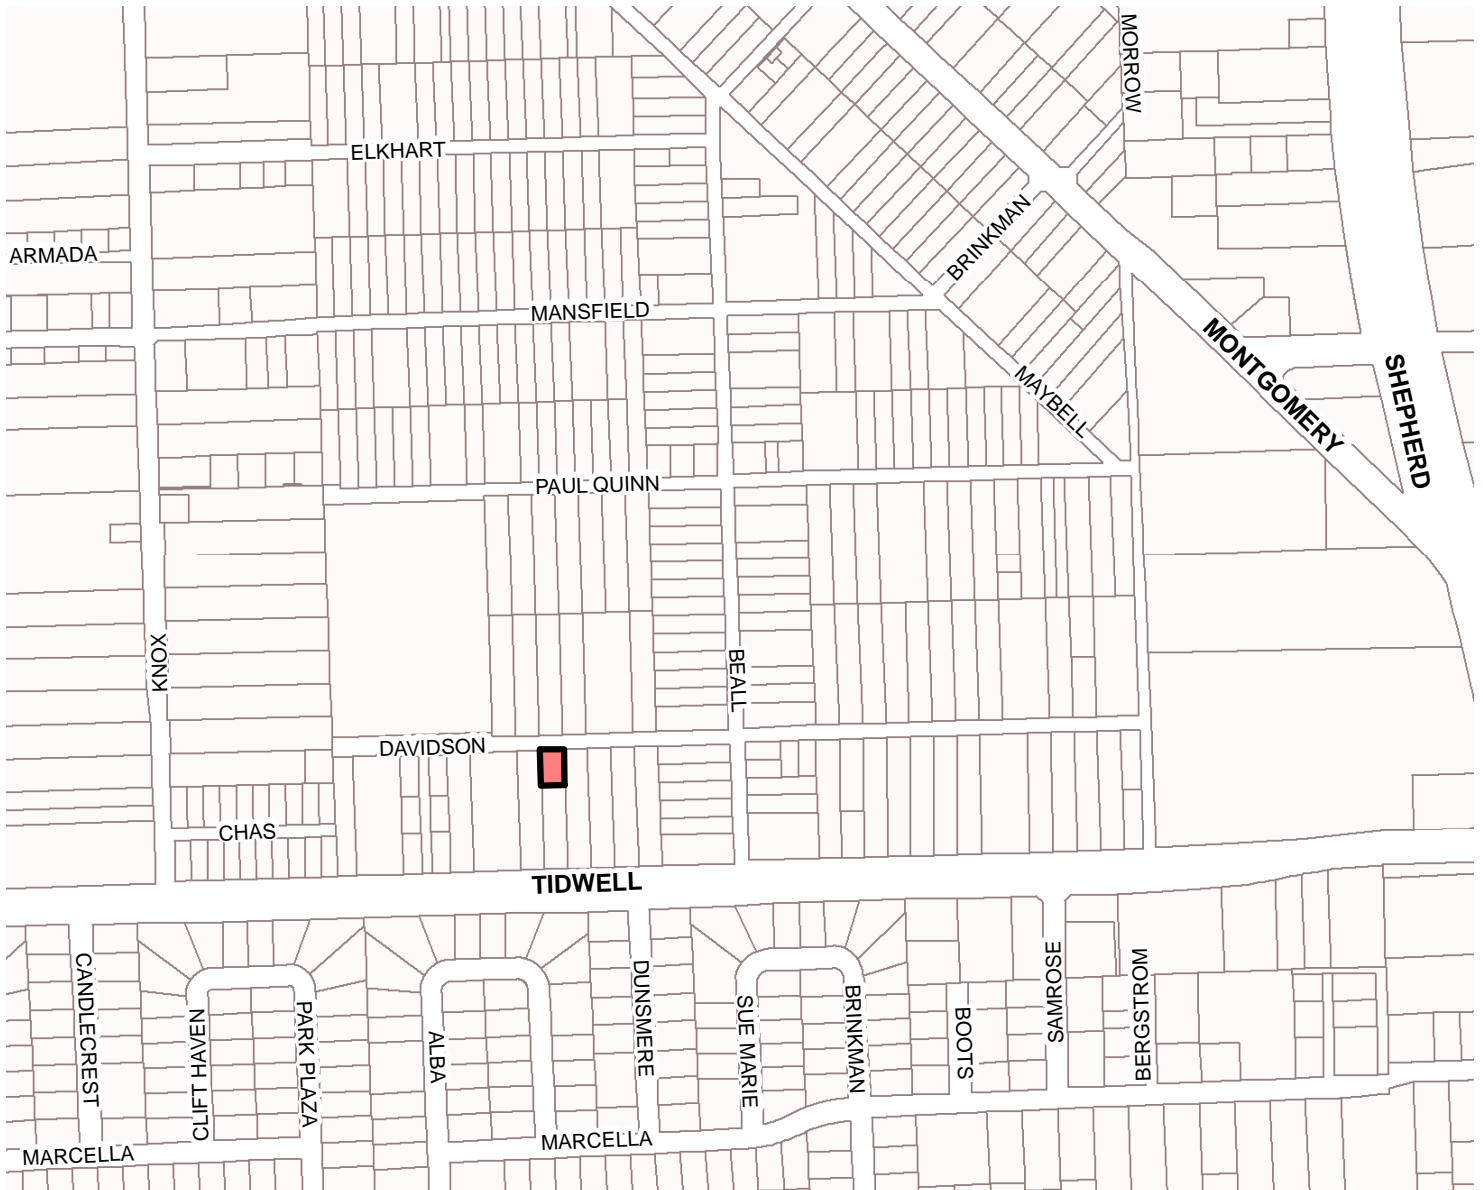 MORROW
ELKHART
BRINKMAN
ARMADA
MANSFIELD
MONTGOMERY
SHEPHERD
MAYBELL
PAUL QUINN
KNOX
BEALL
DAVIDSON
CHAS
TIDWELL
CANDLECREST
CLIFT HAVEN
PARK PLAZA
ALBA
DUNSMERE
SUE MARIE
BRINKMAN
BOOTS
SAMROSE
BERGSTROM
MARCELLA
MARCELLA